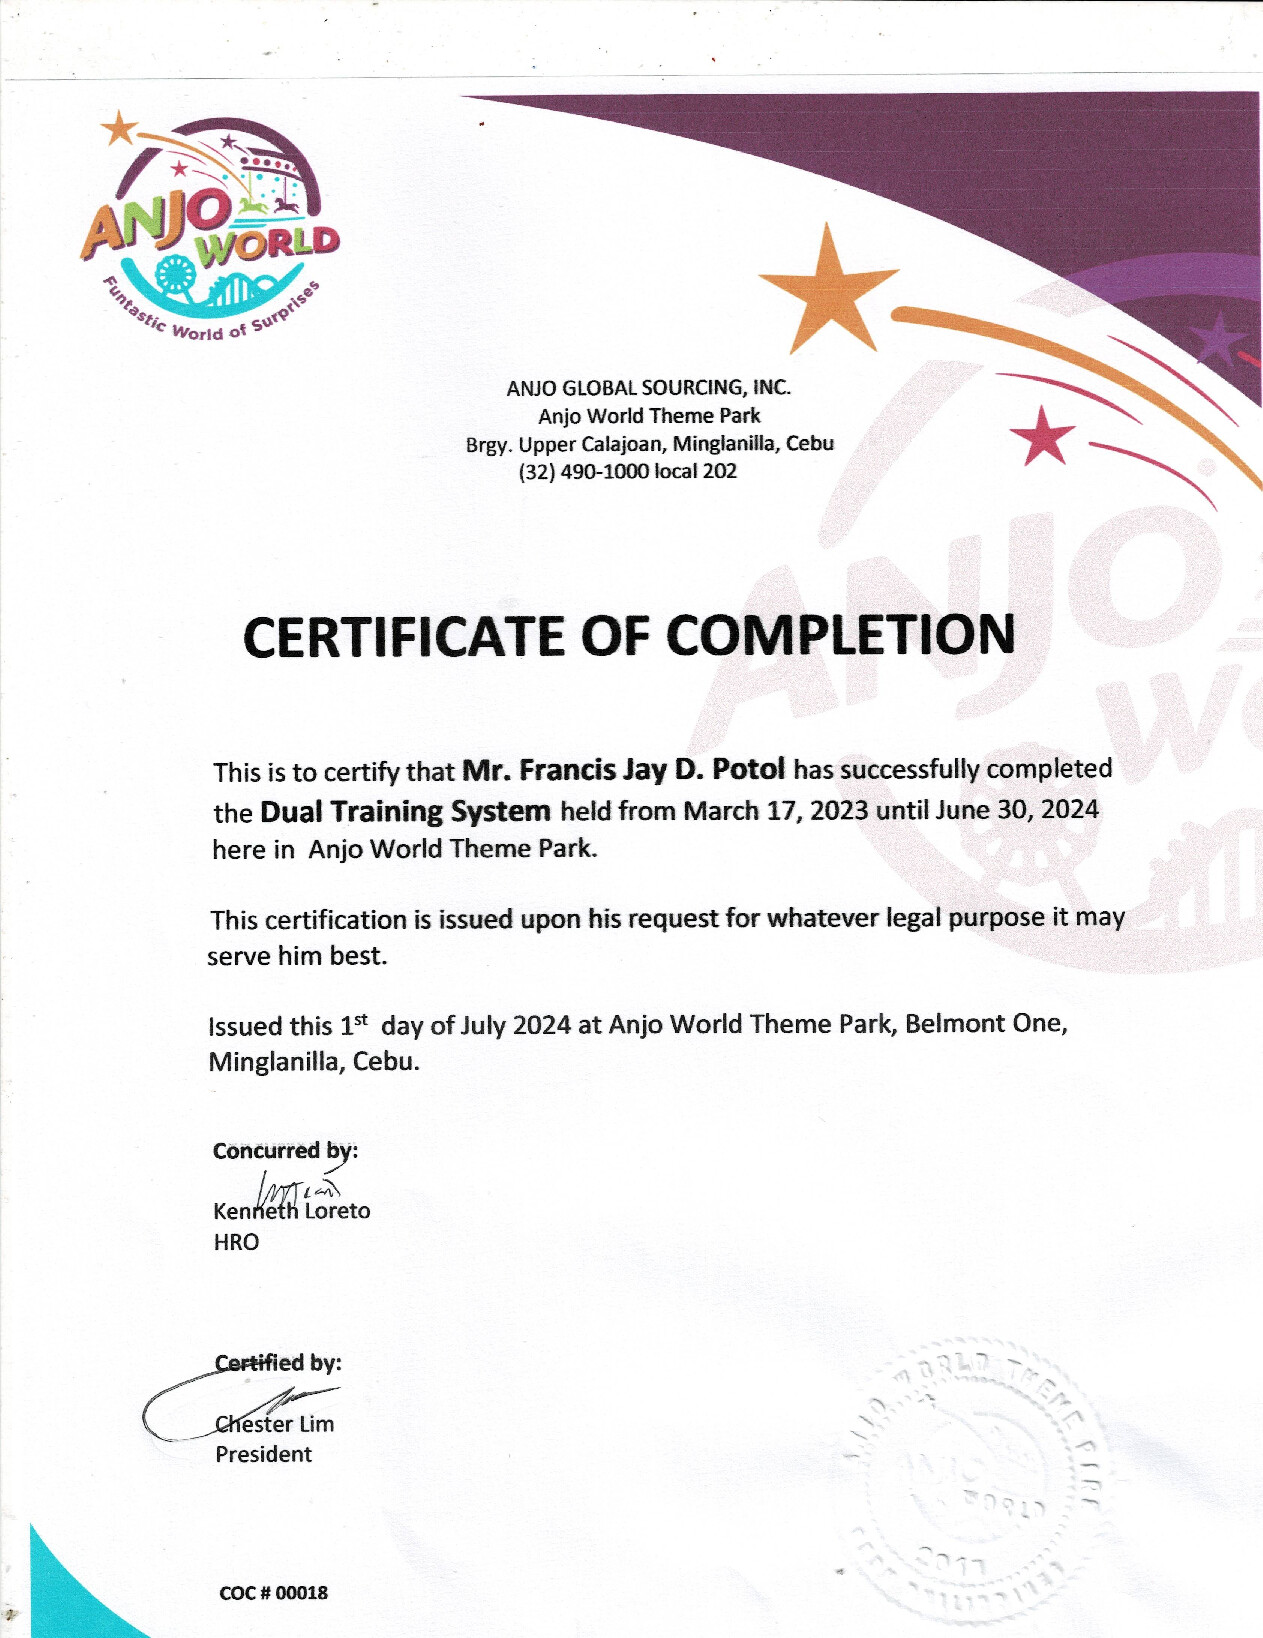 ANJO
WORLD
Funtastic World of Surprises
ANJO GLOBAL SOURCING, INC.
Anjo World Theme Park
Brgy. Upper Calajoan, Minglanilla, Cebu
(32) 490-1000 local 202
CERTIFICATE OF COMPLETION
This is to certify that Mr. Francis Jay D. Potol has successfully completed
the Dual Training System held from March 17, 2023 until June 30, 2024
here in Anjo World Theme Park.
This certification is issued upon his request for whatever legal purpose it may
serve him best.
Issued this 1st day of July 2024 at Anjo World Theme Park, Belmont One,
Minglanilla, Cebu.
Concurred by:
Kenneth Loreto
HRO
Certified by:
Chester Lim
President
ANJO WORLD THEME PARK
WORLD
2017
COC # 00018